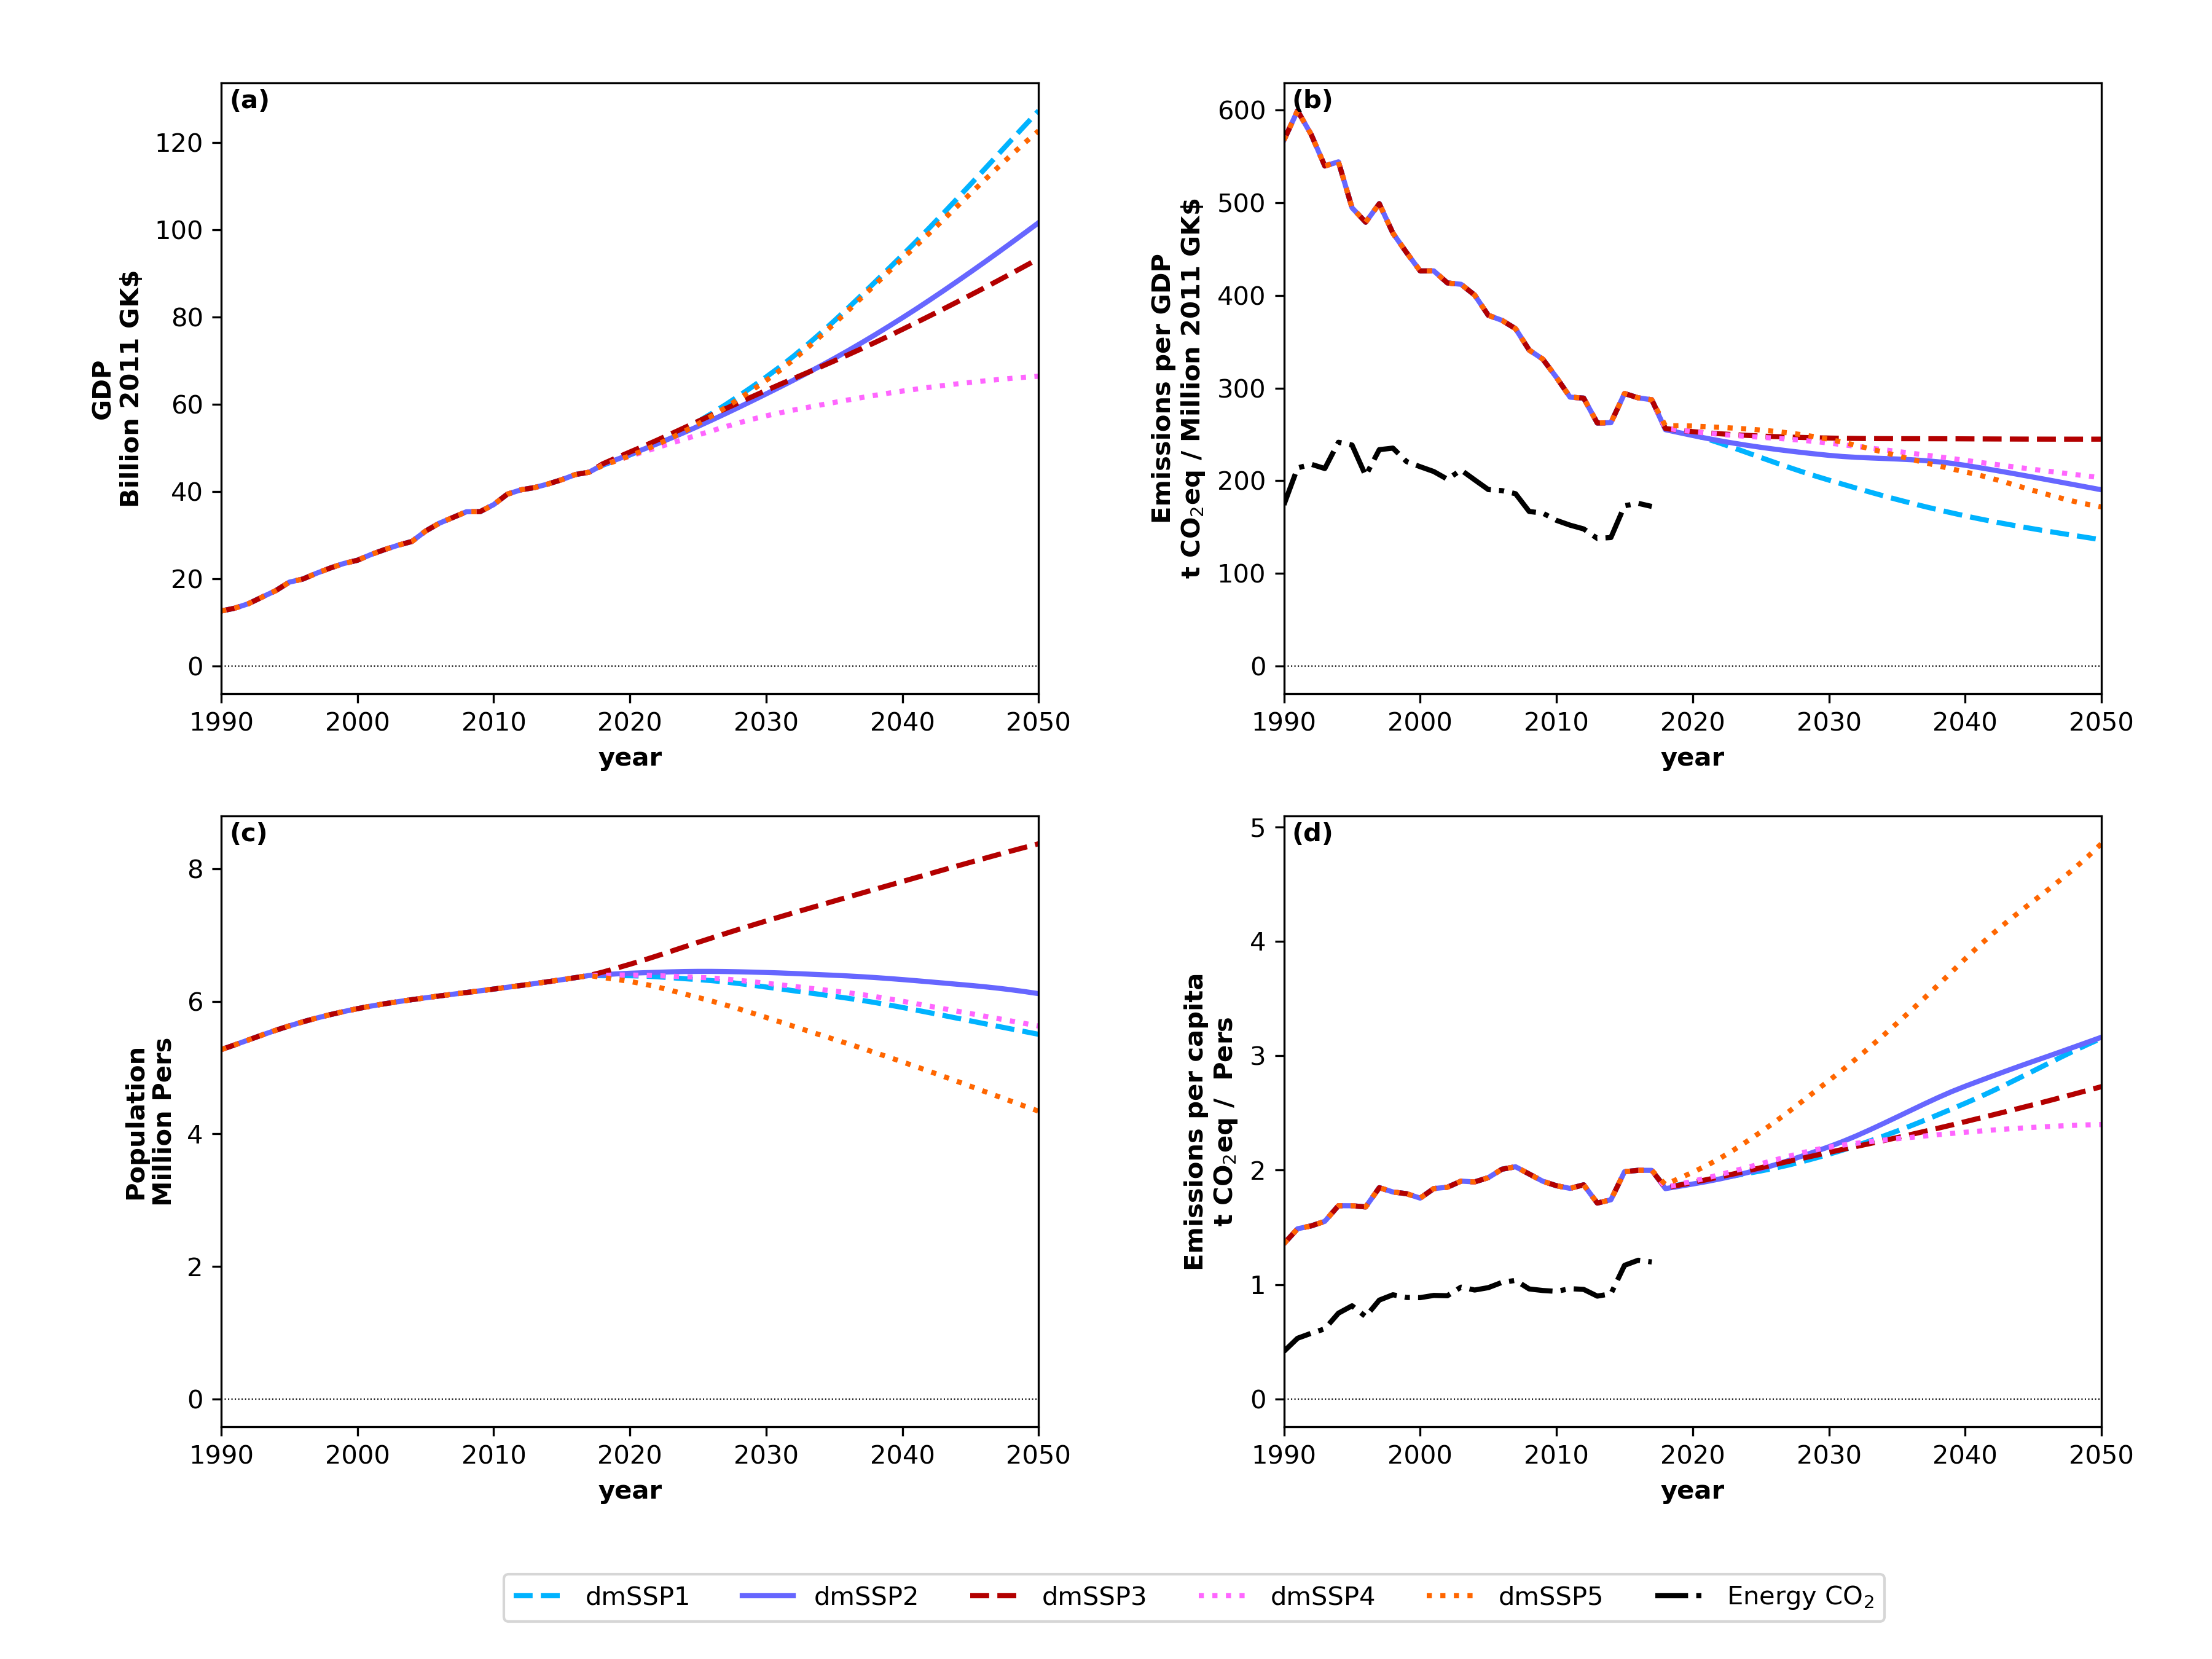 (a)
GDP
Billion 2011 GK$
120
100
80
60
40
20
0
1990 2000 2010 2020 2030 2040 2050
year
(b)
Emissions per GDP
t CO₂eq / Million 2011 GK$
600
500
400
300
200
100
0
1990 2000 2010 2020 2030 2040 2050
year
(c)
Population
Million Pers
8
6
4
2
0
1990 2000 2010 2020 2030 2040 2050
year
(d)
Emissions per capita
t CO₂eq / Pers
5
4
3
2
1
0
1990 2000 2010 2020 2030 2040 2050
year
dmSSP1 dmSSP2 dmSSP3 dmSSP4 dmSSP5 Energy CO₂